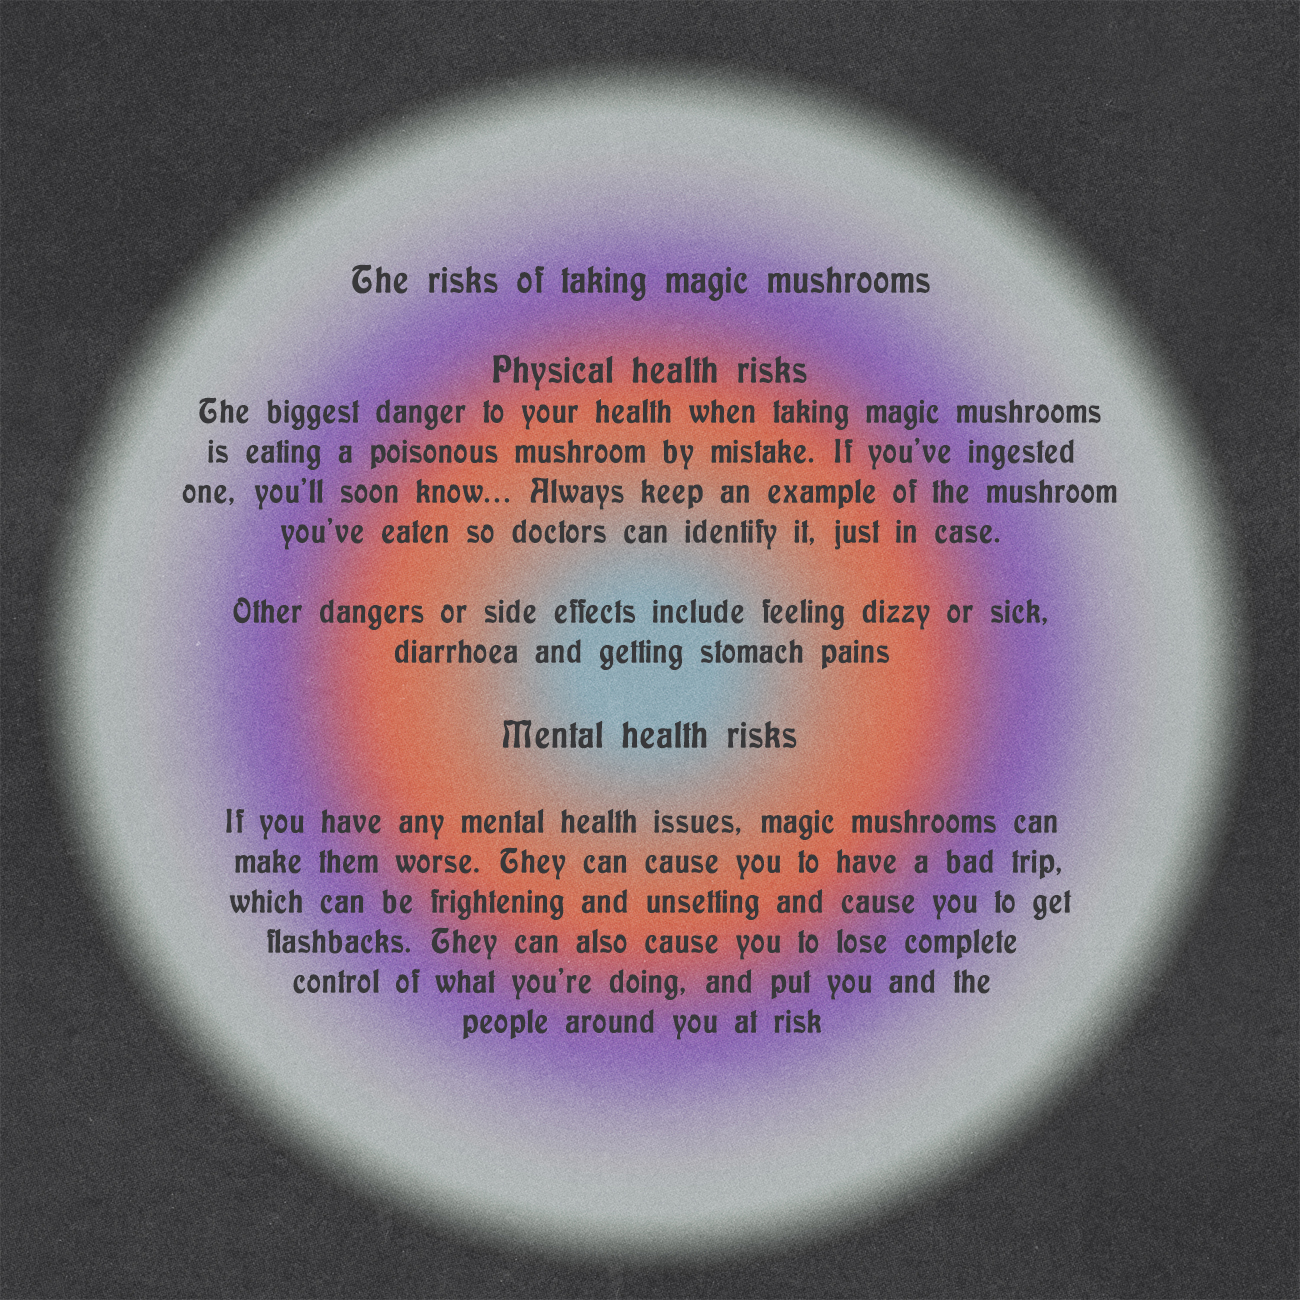 The risks of taking magic mushrooms
Physical health risks
The biggest danger to your health when taking magic mushrooms
is eating a poisonous mushroom by mistake. If you've ingested
one, you'll soon know... Always keep an example of the mushroom
you've eaten so doctors can identify it, just in case.
Other dangers or side effects include feeling dizzy or sick,
diarrhoea and getting stomach pains
Mental health risks
If you have any mental health issues, magic mushrooms can
make them worse. They can cause you to have a bad trip,
which can be frightening and unsetting and cause you to get
flashbacks. They can also cause you to lose complete
control of what you're doing, and put you and the
people around you at risk